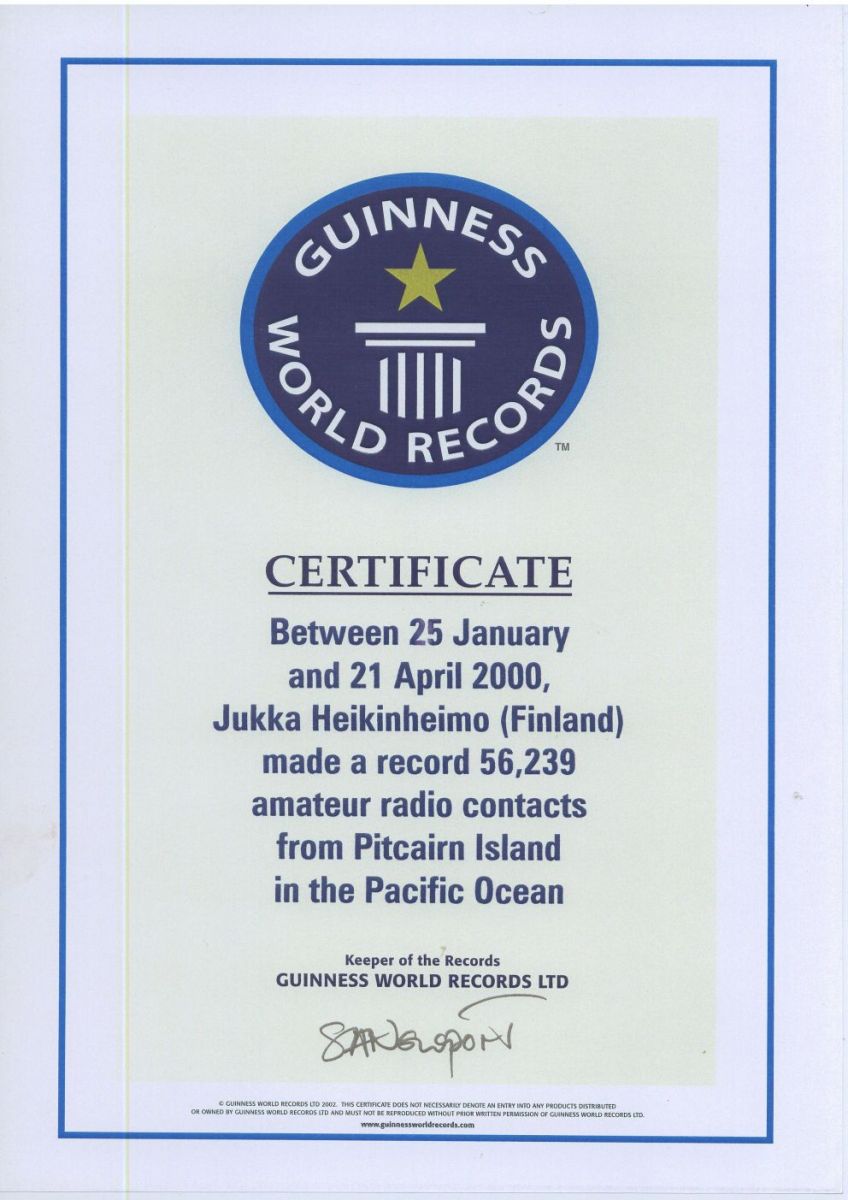 GUINNESS
WORLD RECORDS
TM
CERTIFICATE
Between 25 January
and 21 April 2000,
Jukka Heikinheimo (Finland)
made a record 56,239
amateur radio contacts
from Pitcairn Island
in the Pacific Ocean
Keeper of the Records
GUINNESS WORLD RECORDS LTD
© GUINNESS WORLD RECORDS LTD 2002. THIS CERTIFICATE DOES NOT NECESSARILY DENOTE AN ENTRY INTO ANY PRODUCTS DISTRIBUTED
OR OWNED BY GUINNESS WORLD RECORDS LTD AND MUST NOT BE REPRODUCED WITHOUT PRIOR WRITTEN PERMISSION OF GUINNESS WORLD RECORDS LTD.
www.guinnessworldrecords.com